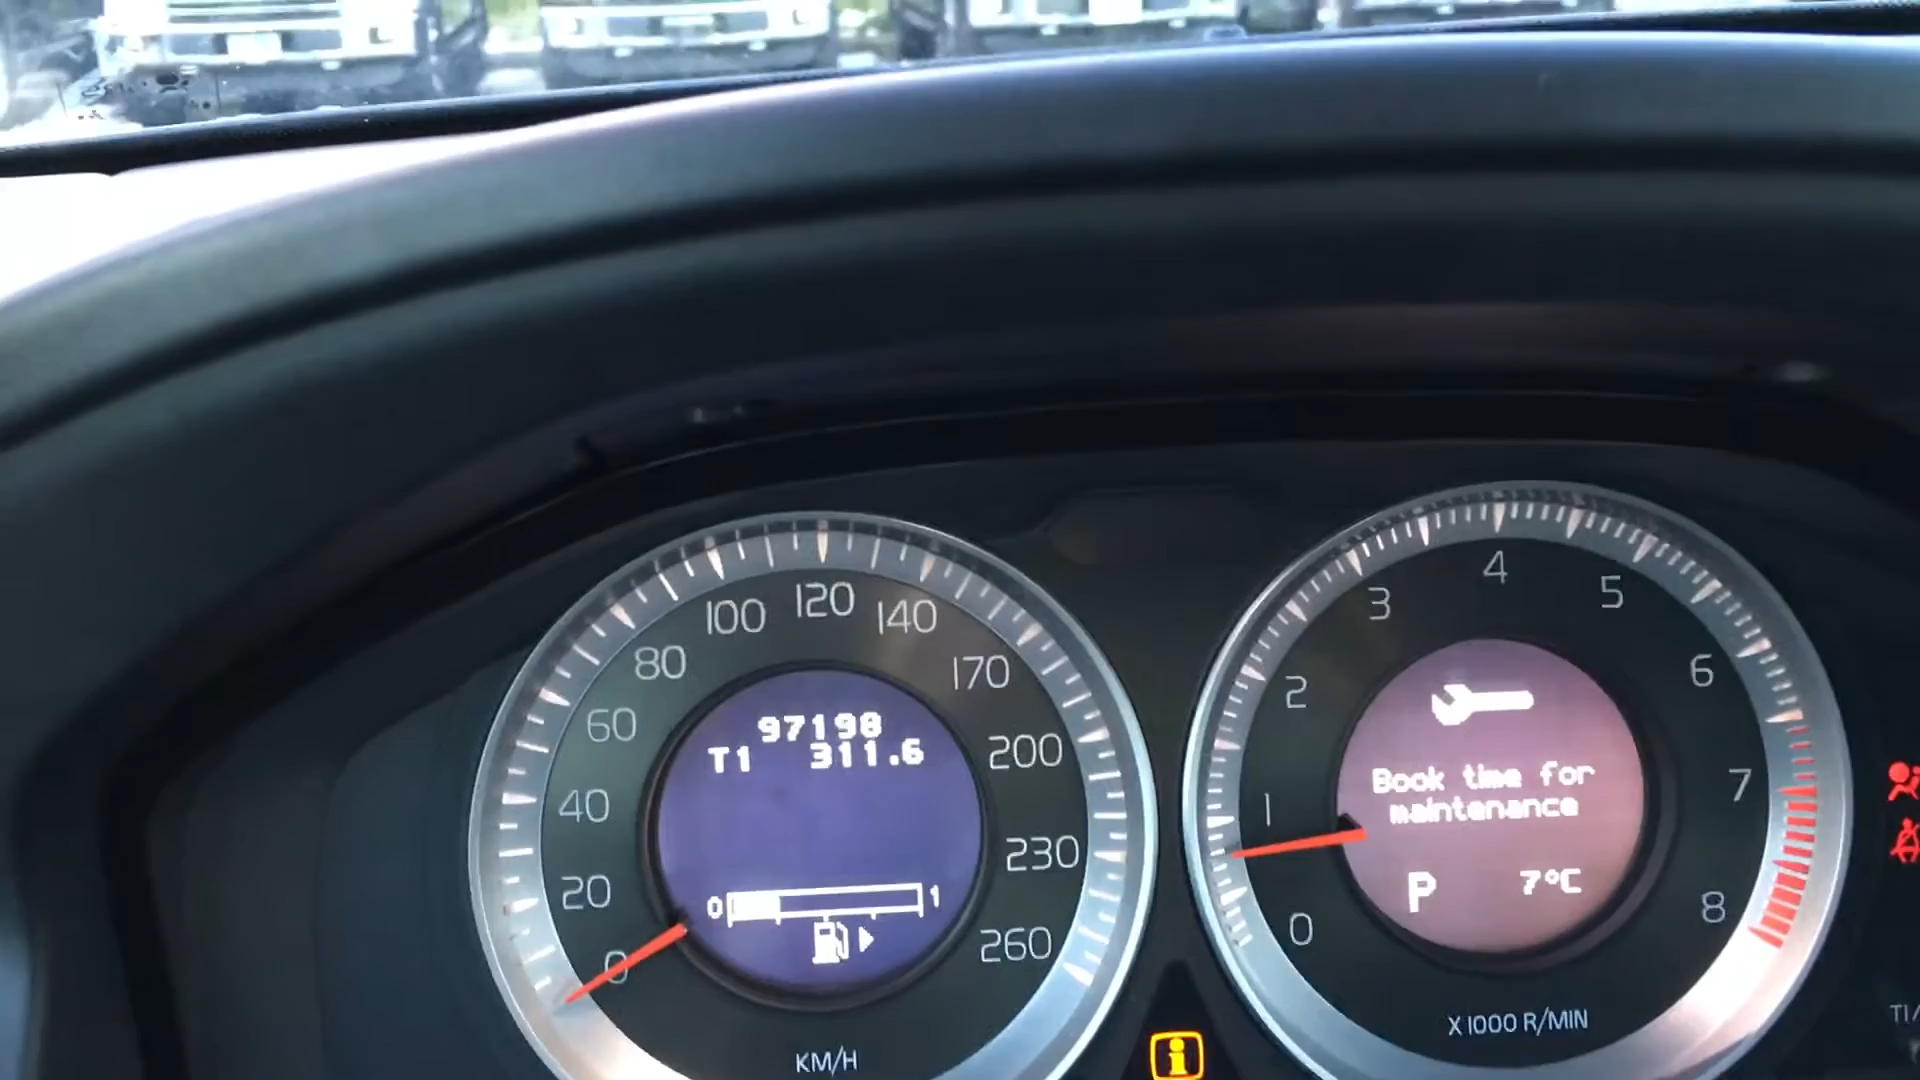 100 120 140
80 170
60 200
40 230
20 260
0
97198
T1 311.6
0 1
KM/H
4
3 5
2 6
1 7
0 8
Book time for
maintenance
P 7°C
X 1000 R/MIN
i